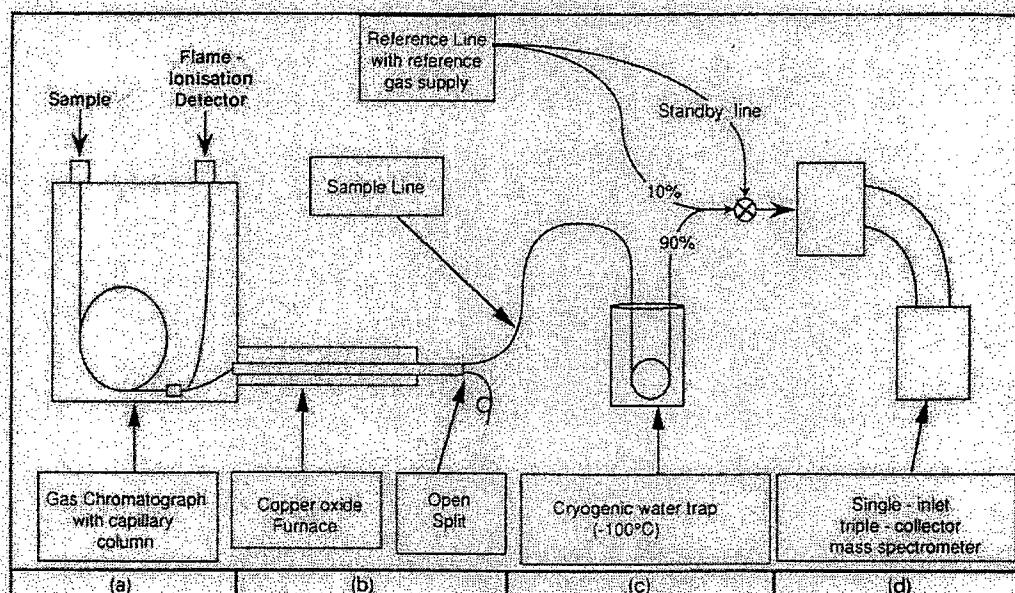 Reference Line
with reference
gas supply
Flame -
Ionisation
Detector
Sample
Standby line
Sample Line
10%
90%
Gas Chromatograph
with capillary
column
Copper oxide
Furnace
Open
Split
Cryogenic water trap
(-100°C)
Single - inlet
triple - collector
mass spectrometer
(a)
(b)
(c)
(d)